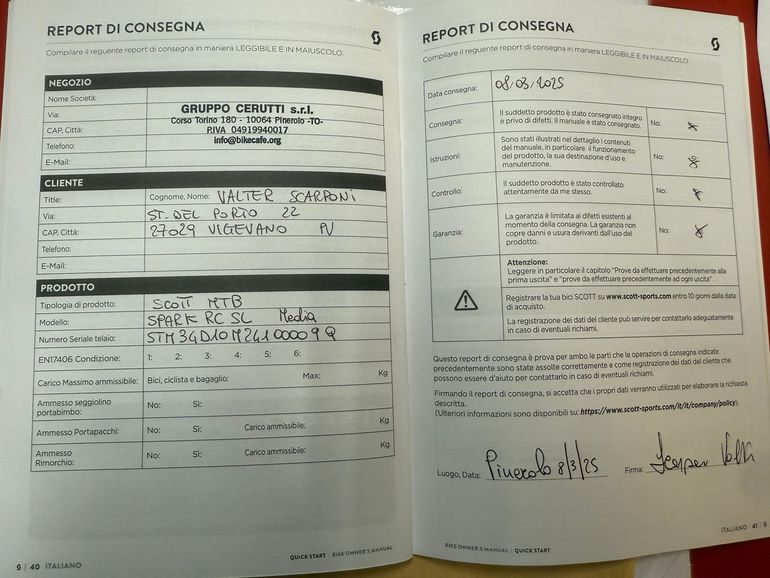 REPORT DI CONSEGNA
Compilare il reguente report di consegna in maniera LEGGIBILE E IN MAIUSCOLO.
NEGOZIO
Nome Società:
Via:
CAP, Città:
Telefono:
E-Mail:
GRUPPO CERUTTI s.r.l.
Corso Torino 180 - 10064 Pinerolo -TO-
P.IVA 04919940017
info@bikecafe.org
CLIENTE
Title: Cognome, Nome: VALTER SCARPONI
Via: ST. DEL PORTO 22
CAP, Città: 27029 VIGEVANO PV
Telefono:
E-Mail:
PRODOTTO
Tipologia di prodotto: SCOTT MTB
Modello: SPARK RC SL Media
Numero Seriale telaio: STM34D10M24100009Q
EN17406 Condizione: 1: 2: 3: 4: 5: 6:
Carico Massimo ammissibile: Bici, ciclista e bagaglio: Max: Kg
Ammesso seggiolino portabimbo: No: Sì:
Ammesso Portapacchi: No: Sì: Carico ammissibile: Kg
Ammesso Rimorchio: No: Sì: Carico ammissibile: Kg
40 ITALIANO
QUICK START | BIKE OWNER'S MANUAL
REPORT DI CONSEGNA
Compilare il reguente report di consegna in maniera LEGGIBILE E IN MAIUSCOLO.
Data consegna: 08/03/2025
Consegna: Il suddetto prodotto è stato consegnato integro
e privo di difetti. Il manuale è stato consegnato. No:
Istruzioni: Sono stati illustrati nel dettaglio i contenuti
del manuale, in particolare il funzionamento
del prodotto, la sua destinazione d'uso e
manutenzione. No:
Controllo: Il suddetto prodotto è stato controllato
attentamente da me stesso. No:
Garanzia: La garanzia è limitata ai difetti esistenti al
momento della consegna. La garanzia non
copre danni e usura derivanti dall'uso del
prodotto. No:
Attenzione:
Leggere in particolare il capitolo "Prove da effettuare precedentemente alla
prima uscita" e "prove da effettuare precedentemente ad ogni uscita".
Registrare la tua bici SCOTT su www.scott-sports.com entro 10 giorni dalla data
di acquisto.
La registrazione dei dati del cliente può servire per contattarlo adeguatamente
in caso di eventuali richiami.
Questo report di consegna è prova per ambo le parti che le operazioni di consegna indicate
precedentemente sono state assolte correttamente e come registrazione dei dati del cliente che
possono essere d'aiuto per contattarlo in caso di eventuali richiami.
Firmando il report di consegna, si accetta che i propri dati verranno utilizzati per elaborare la richiesta
descritta.
(Ulteriori informazioni sono disponibili su: https://www.scott-sports.com/it/it/company/policy).
Luogo, Data: Pinerolo 8/3/25 Firma:
ITALIANO 41
BIKE OWNER'S MANUAL | QUICK START